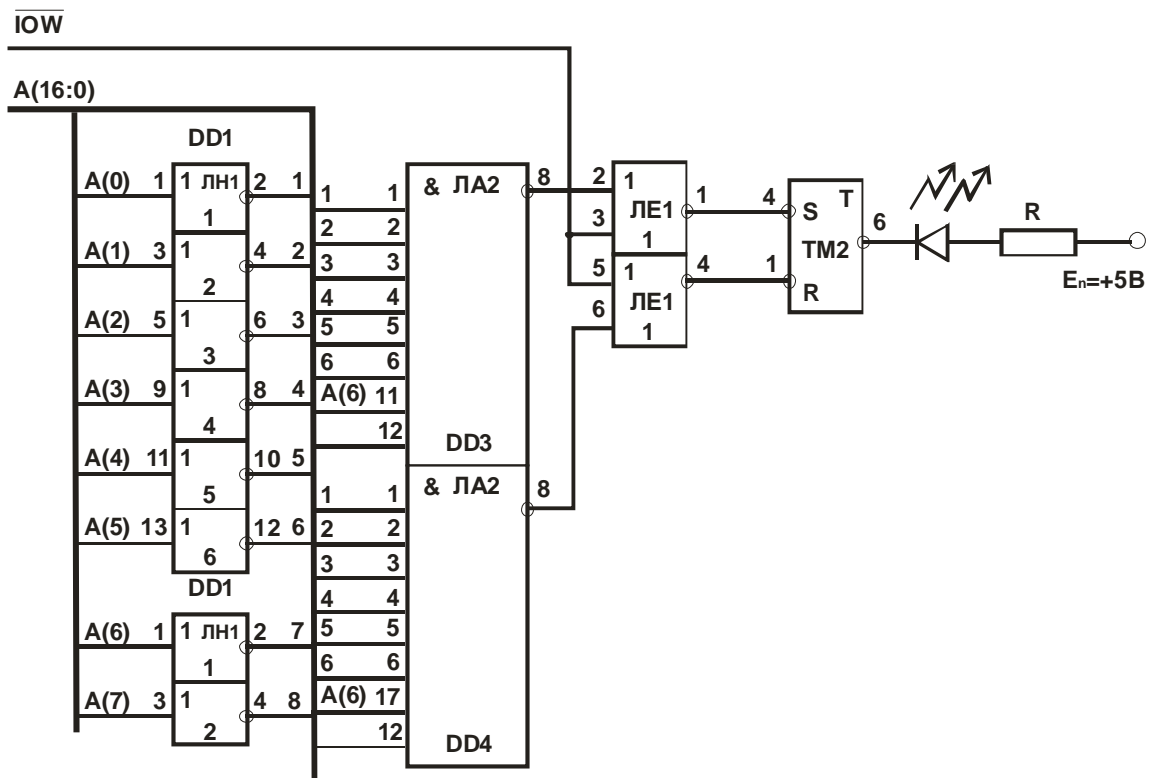 IOW
A(16:0)
DD1
A(0) 1 1 ЛН1 2 1
1
A(1) 3 1 4 2
2
A(2) 5 1 6 3
3
A(3) 9 1 8 4
4
A(4) 11 1 10 5
5
A(5) 13 1 12 6
6
DD1
A(6) 1 1 ЛН1 2 7
1
A(7) 3 1 4 8
2
1 1 & ЛА2 8
2 2
3 3
4 4
5 5
6 6
A(6) 11
12
DD3
1 1 & ЛА2 8
2 2
3 3
4 4
5 5
6 6
A(6) 17
12
DD4
2 1 1
3 ЛЕ1
1
5 1 4
6 ЛЕ1
1
4 S T 6
ТМ2
1 R
R
Eп=+5В